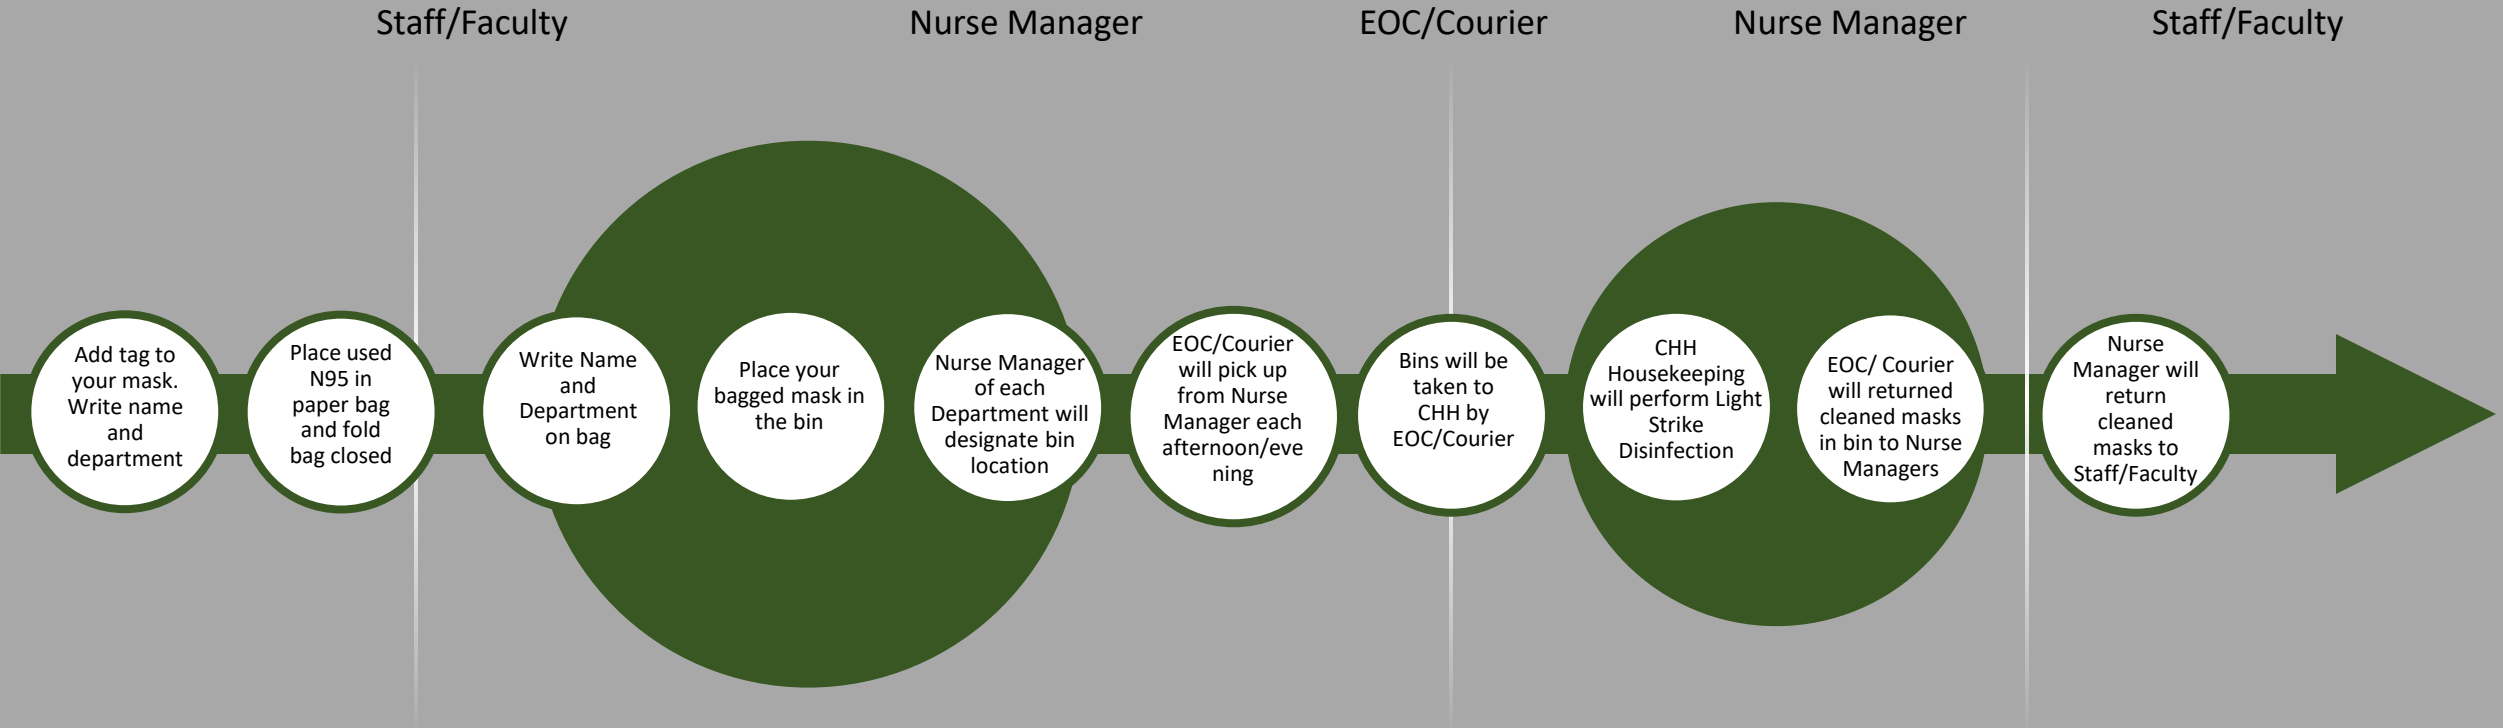 Staff/Faculty
Nurse Manager
EOC/Courier
Nurse Manager
Staff/Faculty
Add tag to
your mask.
Write name
and
department
Place used
N95 in
paper bag
and fold
bag closed
Write Name
and
Department
on bag
Place your
bagged mask in
the bin
Nurse Manager
of each
Department will
designate bin
location
EOC/Courier
will pick up
from Nurse
Manager each
afternoon/eve
ning
Bins will be
taken to
CHH by
EOC/Courier
CHH
Housekeeping
will perform Light
Strike
Disinfection
EOC/ Courier
will returned
cleaned masks
in bin to Nurse
Managers
Nurse
Manager will
return
cleaned
masks to
Staff/Faculty